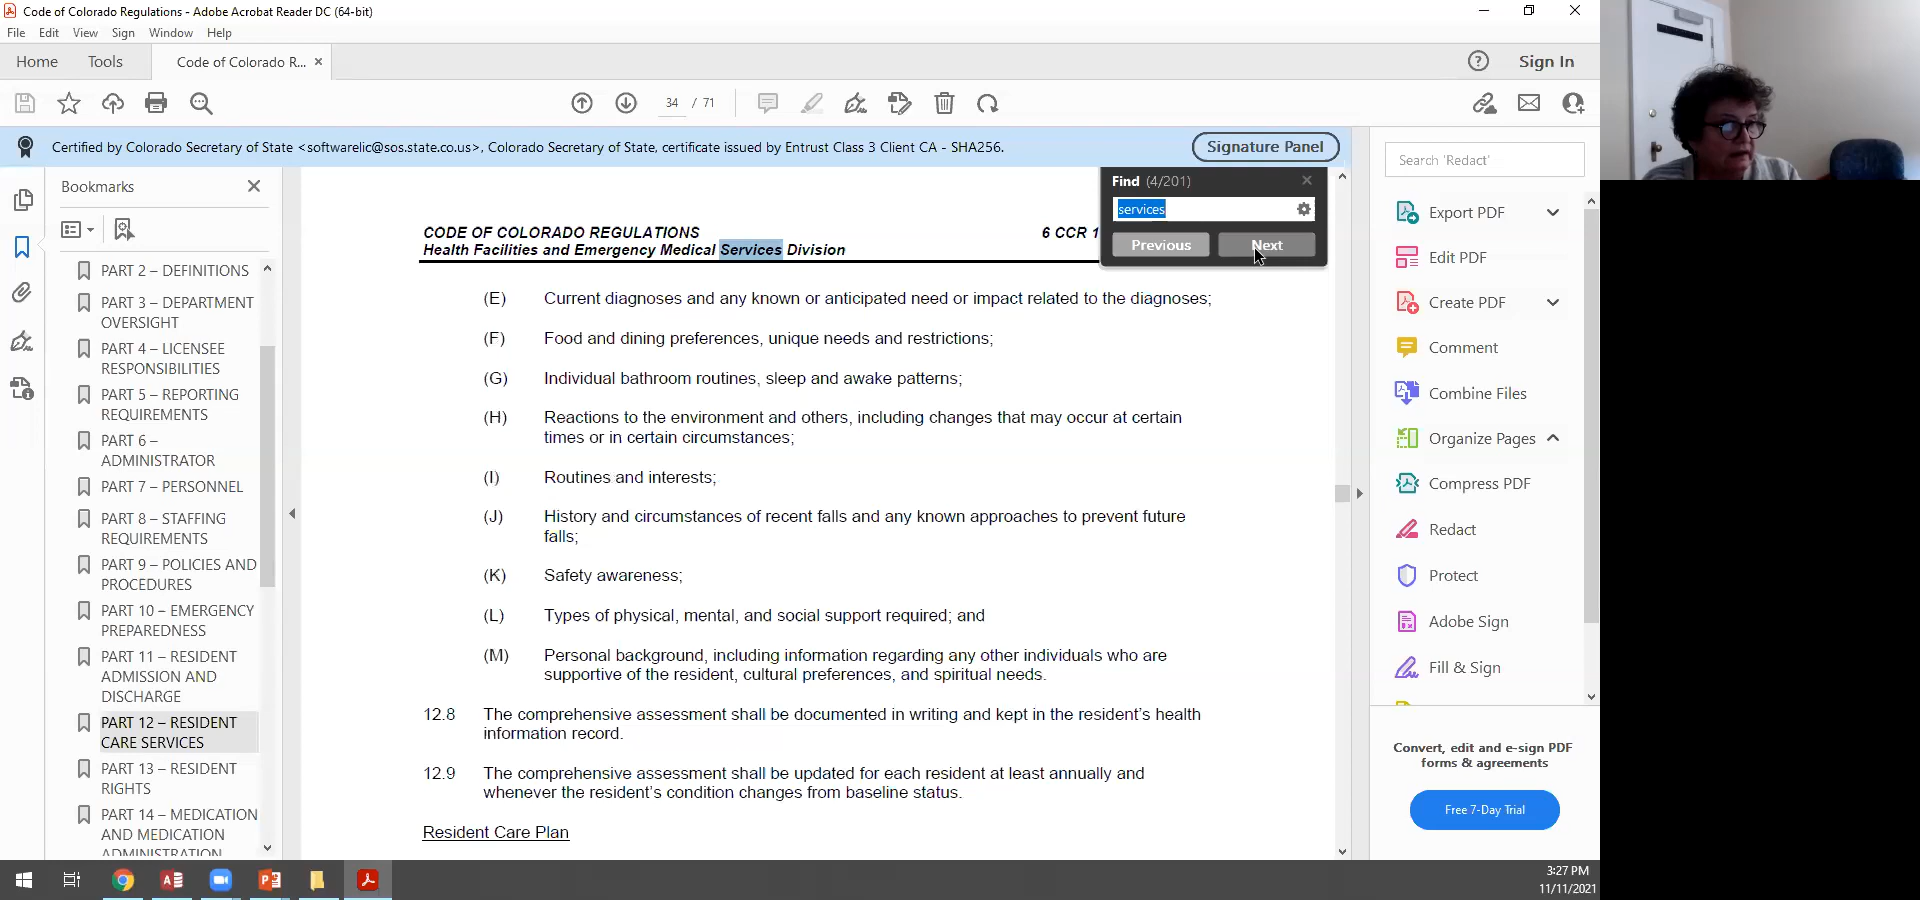 Code of Colorado Regulations - Adobe Acrobat Reader DC (64-bit)
File Edit View Sign Window Help
Home Tools Code of Colorado R... × Sign In
34 / 71
Certified by Colorado Secretary of State <softwarelic@sos.state.co.us>, Colorado Secretary of State, certificate issued by Entrust Class 3 Client CA - SHA256.
Signature Panel
Bookmarks
PART 2 – DEFINITIONS
PART 3 – DEPARTMENT
OVERSIGHT
PART 4 – LICENSEE
RESPONSIBILITIES
PART 5 – REPORTING
REQUIREMENTS
PART 6 –
ADMINISTRATOR
PART 7 – PERSONNEL
PART 8 – STAFFING
REQUIREMENTS
PART 9 – POLICIES AND
PROCEDURES
PART 10 – EMERGENCY
PREPAREDNESS
PART 11 – RESIDENT
ADMISSION AND
DISCHARGE
PART 12 – RESIDENT
CARE SERVICES
PART 13 – RESIDENT
RIGHTS
PART 14 – MEDICATION
AND MEDICATION
ADMINISTRATION
Find (4/201)
services
Previous Next
CODE OF COLORADO REGULATIONS 6 CCR 1
Health Facilities and Emergency Medical Services Division
(E) Current diagnoses and any known or anticipated need or impact related to the diagnoses;
(F) Food and dining preferences, unique needs and restrictions;
(G) Individual bathroom routines, sleep and awake patterns;
(H) Reactions to the environment and others, including changes that may occur at certain
times or in certain circumstances;
(I) Routines and interests;
(J) History and circumstances of recent falls and any known approaches to prevent future
falls;
(K) Safety awareness;
(L) Types of physical, mental, and social support required; and
(M) Personal background, including information regarding any other individuals who are
supportive of the resident, cultural preferences, and spiritual needs.
12.8 The comprehensive assessment shall be documented in writing and kept in the resident's health
information record.
12.9 The comprehensive assessment shall be updated for each resident at least annually and
whenever the resident's condition changes from baseline status.
Resident Care Plan
Search 'Redact'
Export PDF
Edit PDF
Create PDF
Comment
Combine Files
Organize Pages
Compress PDF
Redact
Protect
Adobe Sign
Fill & Sign
Convert, edit and e-sign PDF
forms & agreements
Free 7-Day Trial
3:27 PM
11/11/2021